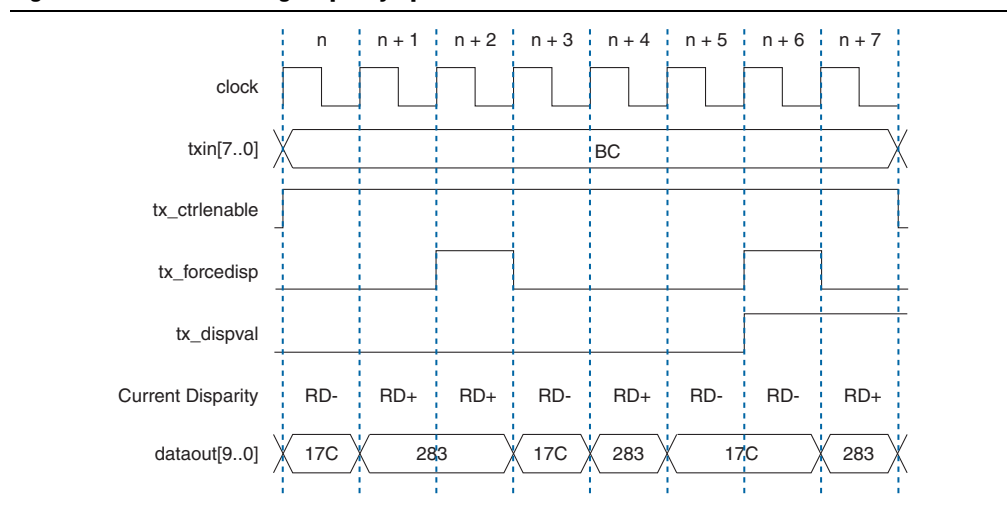 n n + 1 n + 2 n + 3 n + 4 n + 5 n + 6 n + 7
clock
txin[7..0] BC
tx_ctrlenable
tx_forcedisp
tx_dispval
Current Disparity RD- RD+ RD+ RD- RD+ RD- RD- RD+
dataout[9..0] 17C 283 17C 283 17C 283